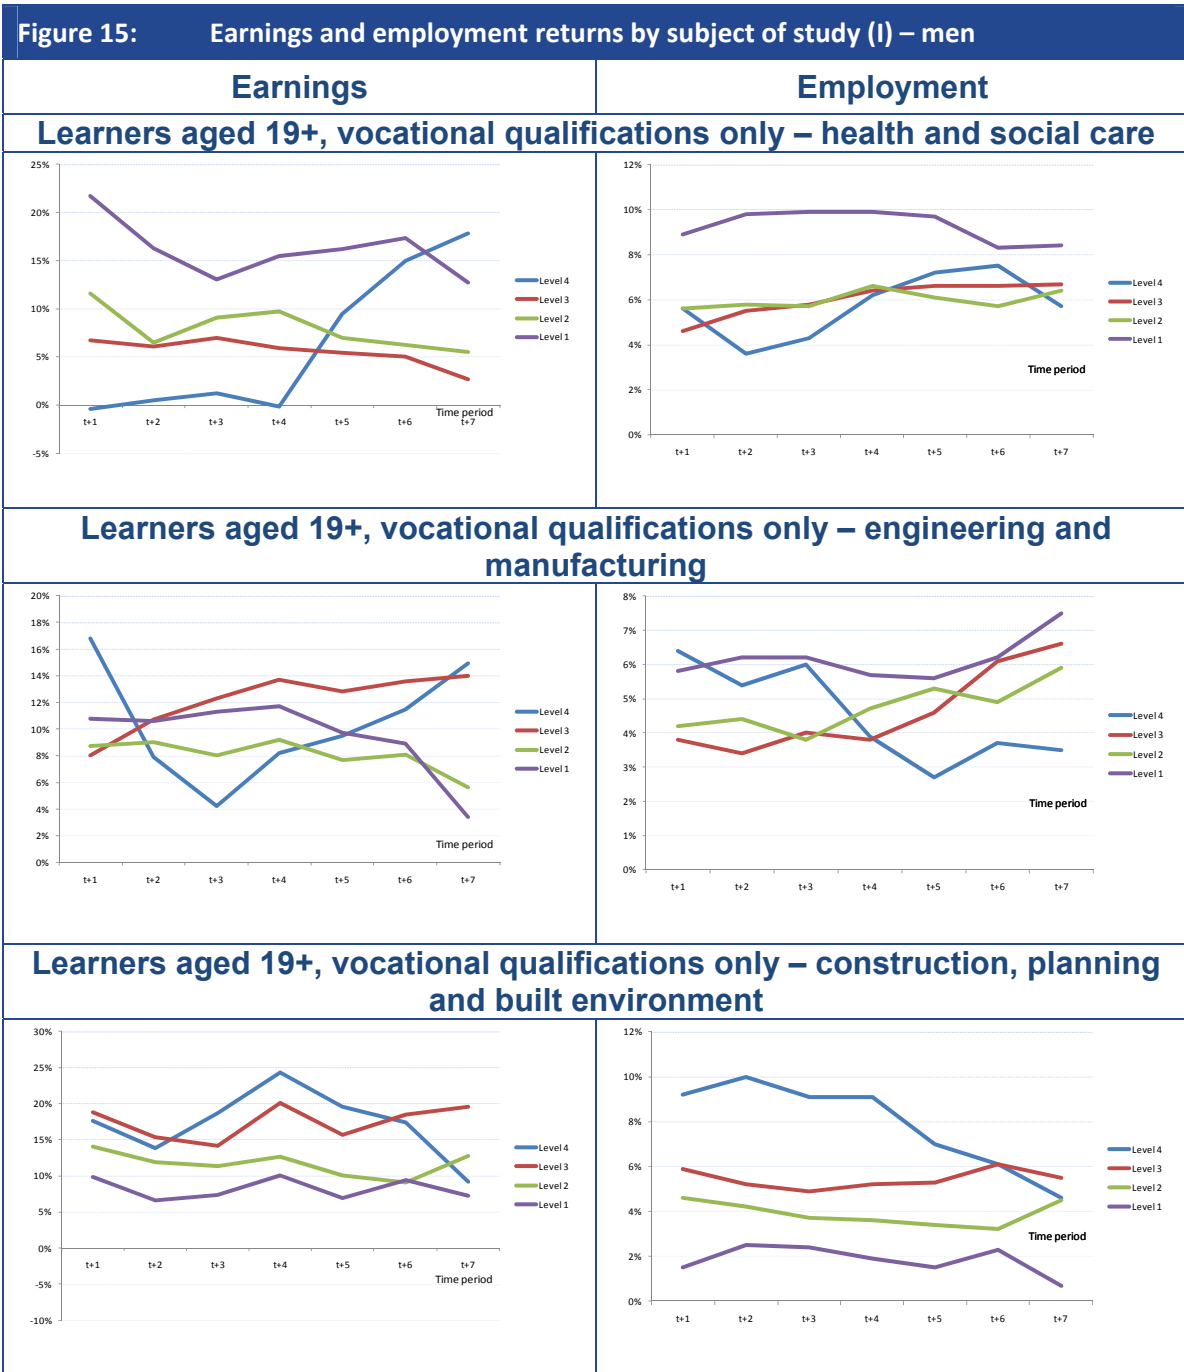 Figure 15: Earnings and employment returns by subject of study (I) – men
Earnings Employment
Learners aged 19+, vocational qualifications only – health and social care
25%
20%
15%
10%
5%
0%
-5%
t+1 t+2 t+3 t+4 t+5 t+6 t+7
Time period
Level 4
Level 3
Level 2
Level 1
12%
10%
8%
6%
4%
2%
0%
t+1 t+2 t+3 t+4 t+5 t+6 t+7
Time period
Level 4
Level 3
Level 2
Level 1
Learners aged 19+, vocational qualifications only – engineering and
manufacturing
20%
18%
16%
14%
12%
10%
8%
6%
4%
2%
0%
t+1 t+2 t+3 t+4 t+5 t+6 t+7
Time period
Level 4
Level 3
Level 2
Level 1
8%
7%
6%
5%
4%
3%
2%
1%
0%
t+1 t+2 t+3 t+4 t+5 t+6 t+7
Time period
Level 4
Level 3
Level 2
Level 1
Learners aged 19+, vocational qualifications only – construction, planning
and built environment
30%
25%
20%
15%
10%
5%
0%
-5%
-10%
t+1 t+2 t+3 t+4 t+5 t+6 t+7
Time period
Level 4
Level 3
Level 2
Level 1
12%
10%
8%
6%
4%
2%
0%
t+1 t+2 t+3 t+4 t+5 t+6 t+7
Time period
Level 4
Level 3
Level 2
Level 1